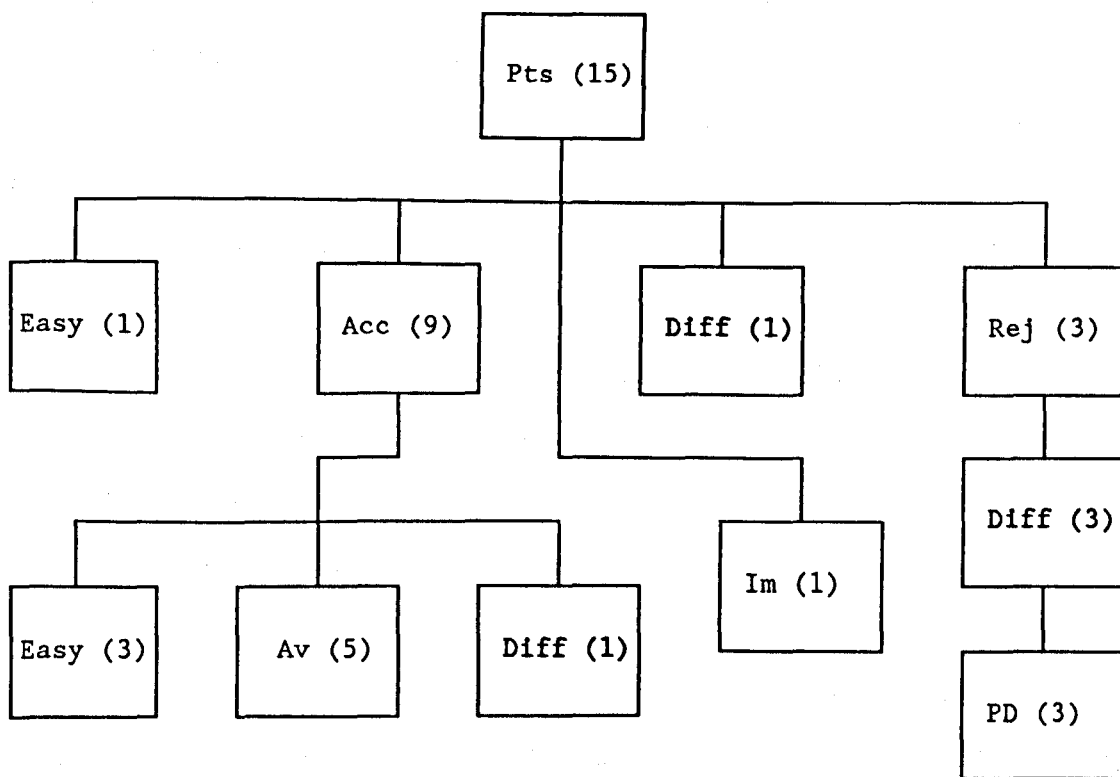 Pts (15)
Easy (1)
Acc (9)
Diff (1)
Rej (3)
Diff (3)
Im (1)
Easy (3)
Av (5)
Diff (1)
PD (3)